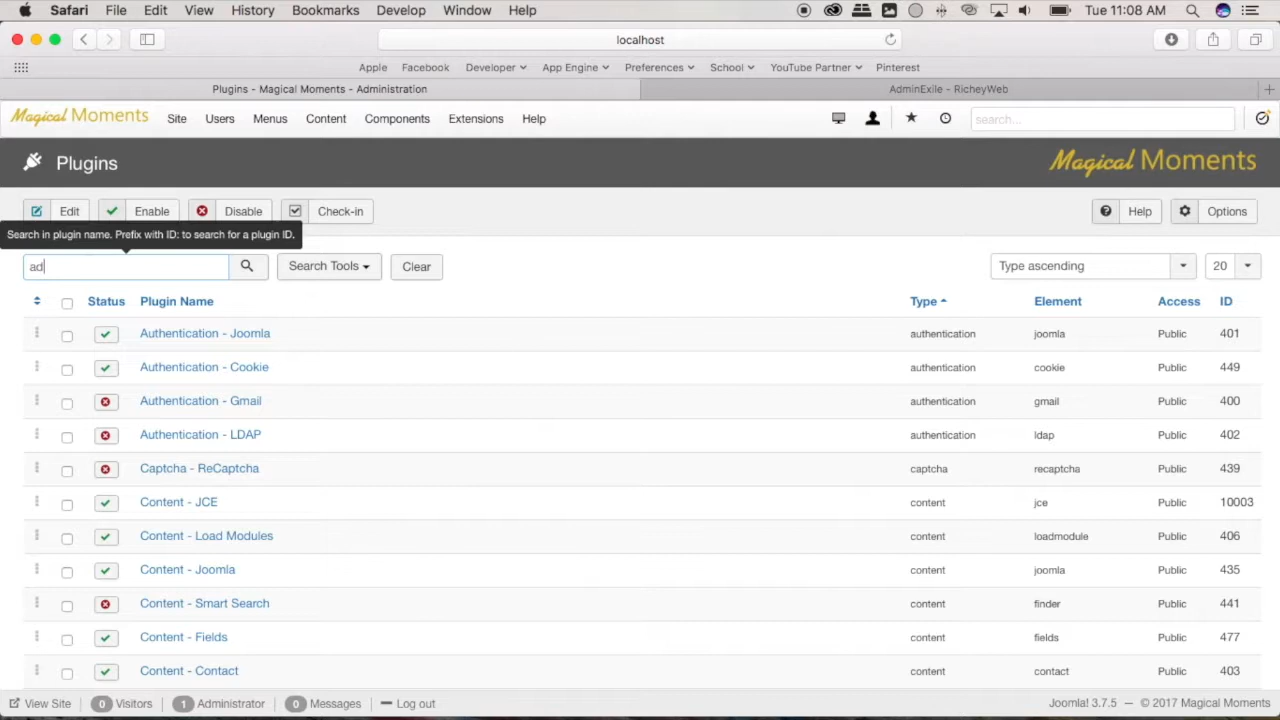 Safari File Edit View History Bookmarks Develop Window Help Tue 11:08 AM
localhost
Apple Facebook Developer App Engine Preferences School YouTube Partner Pinterest
Plugins - Magical Moments - Administration AdminExile - RicheyWeb
Magical Moments Site Users Menus Content Components Extensions Help search...
Plugins Magical Moments
Edit Enable Disable Check-in Help Options
Search in plugin name. Prefix with ID: to search for a plugin ID.
ad Search Tools Clear Type ascending 20
Status Plugin Name Type Element Access ID
Authentication - Joomla authentication joomla Public 401
Authentication - Cookie authentication cookie Public 449
Authentication - Gmail authentication gmail Public 400
Authentication - LDAP authentication ldap Public 402
Captcha - ReCaptcha captcha recaptcha Public 439
Content - JCE content jce Public 10003
Content - Load Modules content loadmodule Public 406
Content - Joomla content joomla Public 435
Content - Smart Search content finder Public 441
Content - Fields content fields Public 477
Content - Contact content contact Public 403
View Site 0 Visitors 1 Administrator 0 Messages Log out Joomla! 3.7.5 — © 2017 Magical Moments